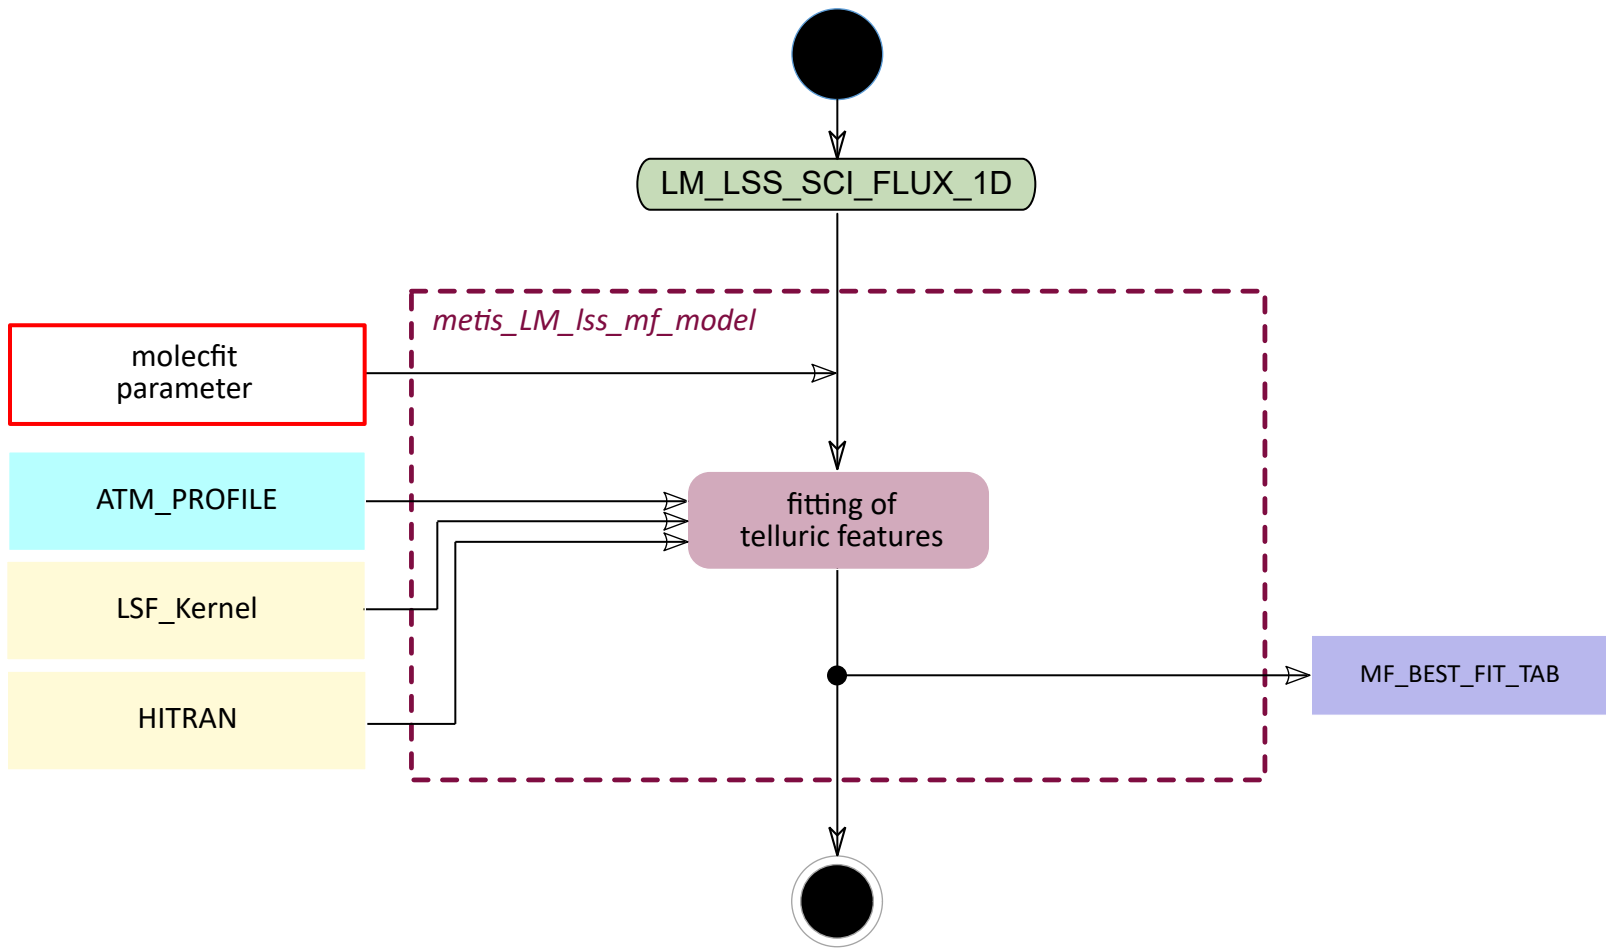 LM_LSS_SCI_FLUX_1D
metis_LM_lss_mf_model
molecfit
parameter
ATM_PROFILE
fitting of
telluric features
LSF_Kernel
MF_BEST_FIT_TAB
HITRAN